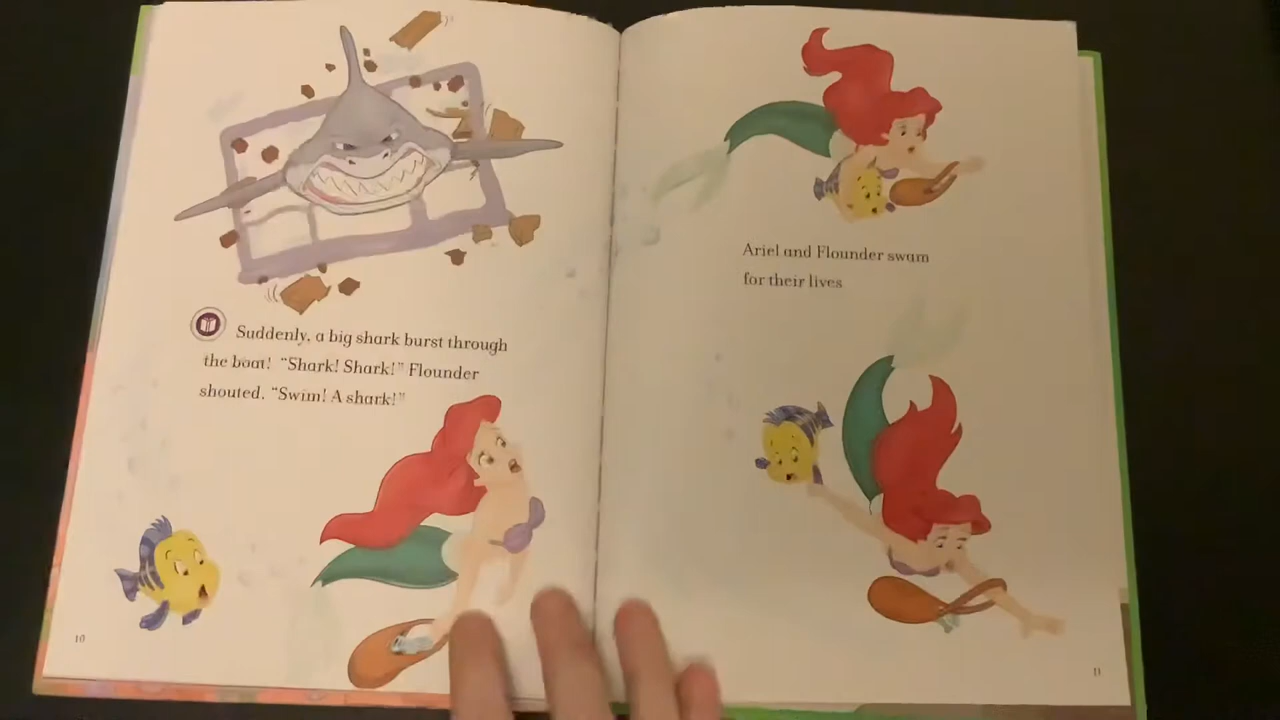 Suddenly, a big shark burst through
the boat! “Shark! Shark!” Flounder
shouted. “Swim! A shark!”
10
Ariel and Flounder swam
for their lives
11